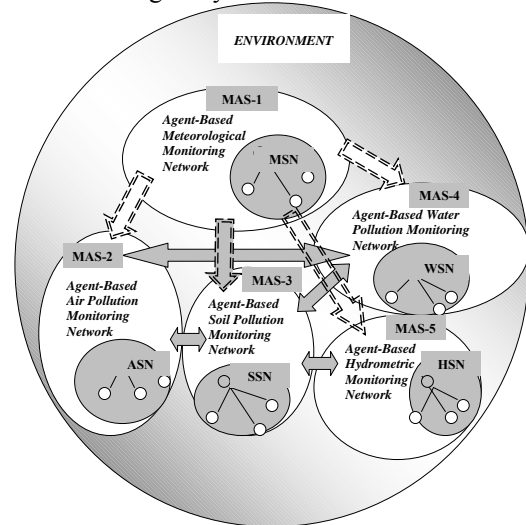 ENVIRONMENT
MAS-1
Agent-Based
Meteorological
Monitoring
Network
MSN
MAS-4
Agent-Based Water
Pollution Monitoring
Network
WSN
MAS-2
Agent-Based
Air Pollution
Monitoring
Network
ASN
MAS-3
Agent-Based
Soil Pollution
Monitoring
Network
SSN
MAS-5
Agent-Based
Hydrometric
Monitoring
Network
HSN